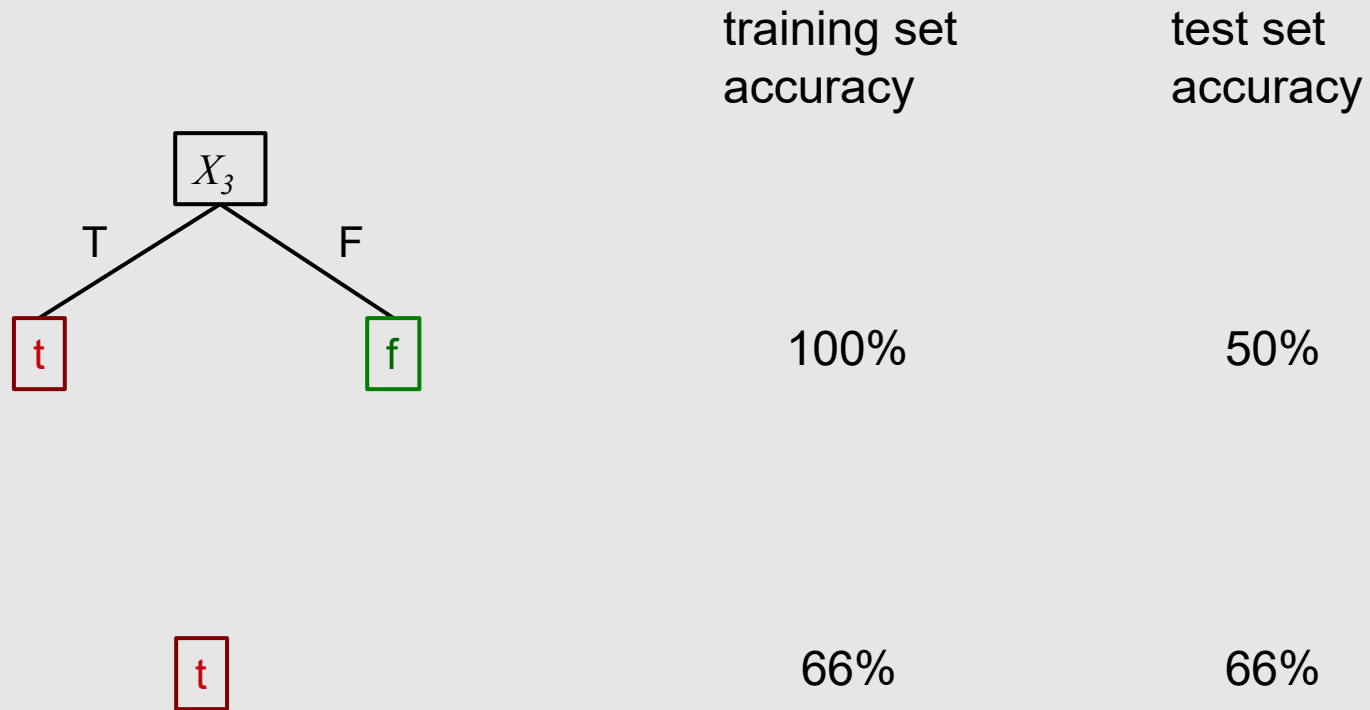 training set
accuracy
test set
accuracy
X3
T
F
t
f
100%
50%
t
66%
66%